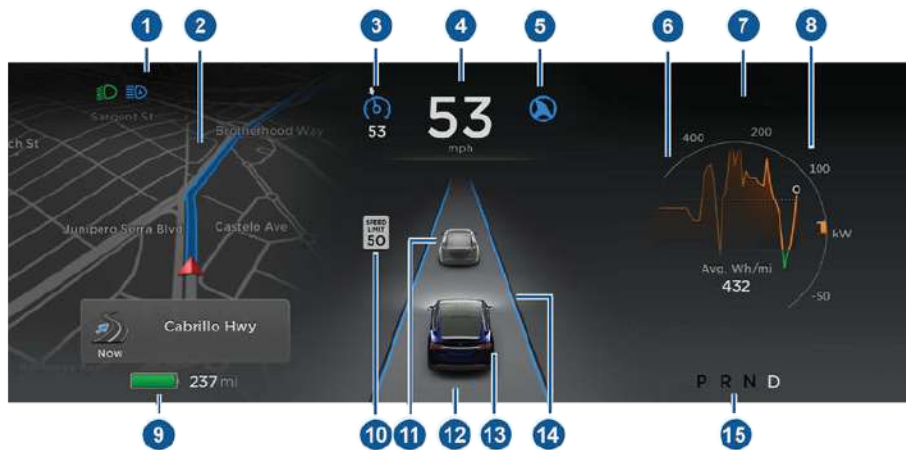 1 2 3 4 5 6 7 8
Sargent St
ch St
Brotherhood Way
Junipero Serra Blvd
Castelo Ave
Cabrillo Hwy
Now
237 mi
53
53
mph
SPEED
LIMIT
50
400
200
100
kW
-50
Avg. Wh/mi
432
P R N D
9 10 11 12 13 14 15